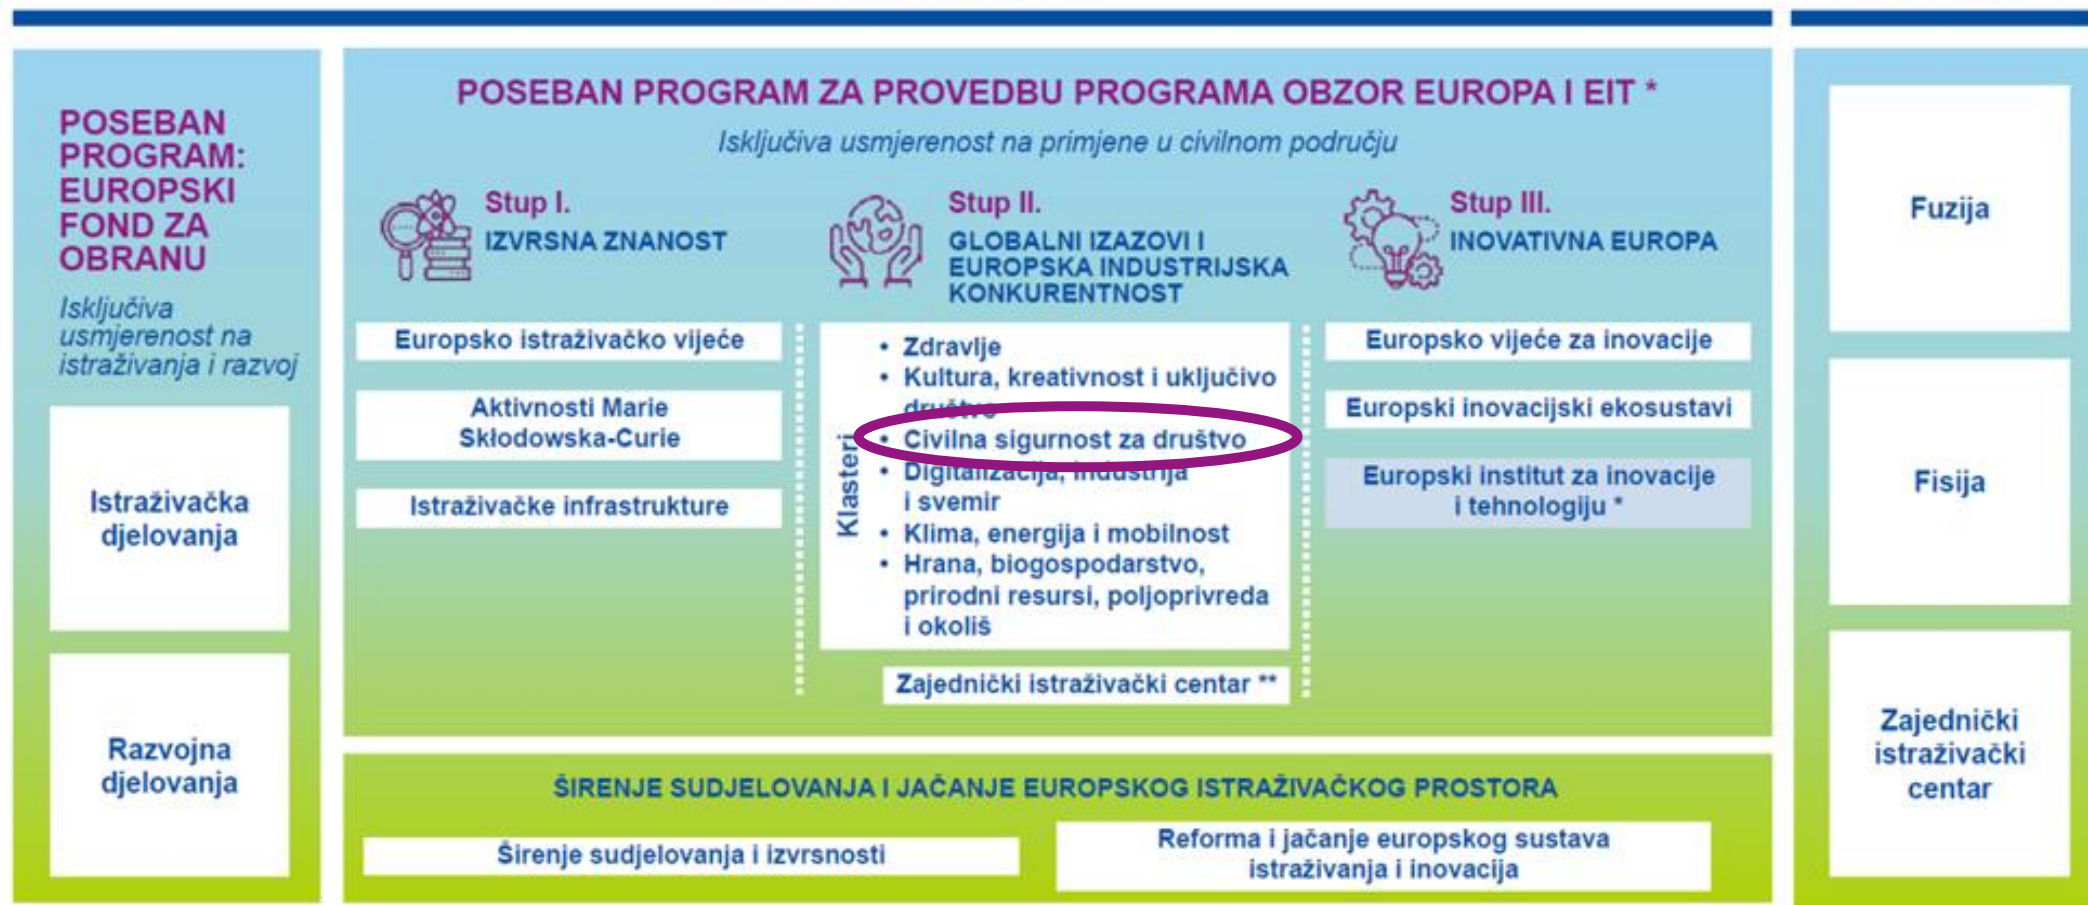 POSEBAN
PROGRAM:
EUROPSKI
FOND ZA
OBRANU
Isključiva
usmjerenost na
istraživanja i razvoj
Istraživačka
djelovanja
Razvojna
djelovanja
POSEBAN PROGRAM ZA PROVEDBU PROGRAMA OBZOR EUROPA I EIT *
Isključiva usmjerenost na primjene u civilnom području
Stup I.
IZVRSNA ZNANOST
Europsko istraživačko vijeće
Aktivnosti Marie
Skłodowska-Curie
Istraživačke infrastrukture
Stup II.
GLOBALNI IZAZOVI I
EUROPSKA INDUSTRIJSKA
KONKURENTNOST
Klasteri
• Zdravlje
• Kultura, kreativnost i uključivo
društvo
• Civilna sigurnost za društvo
• Digitalizacija, industrija
i svemir
• Klima, energija i mobilnost
• Hrana, biogospodarstvo,
prirodni resursi, poljoprivreda
i okoliš
Zajednički istraživački centar **
Stup III.
INOVATIVNA EUROPA
Europsko vijeće za inovacije
Europski inovacijski ekosustavi
Europski institut za inovacije
i tehnologiju *
ŠIRENJE SUDJELOVANJA I JAČANJE EUROPSKOG ISTRAŽIVAČKOG PROSTORA
Širenje sudjelovanja i izvrsnosti
Reforma i jačanje europskog sustava
istraživanja i inovacija
Fuzija
Fisija
Zajednički
istraživački
centar